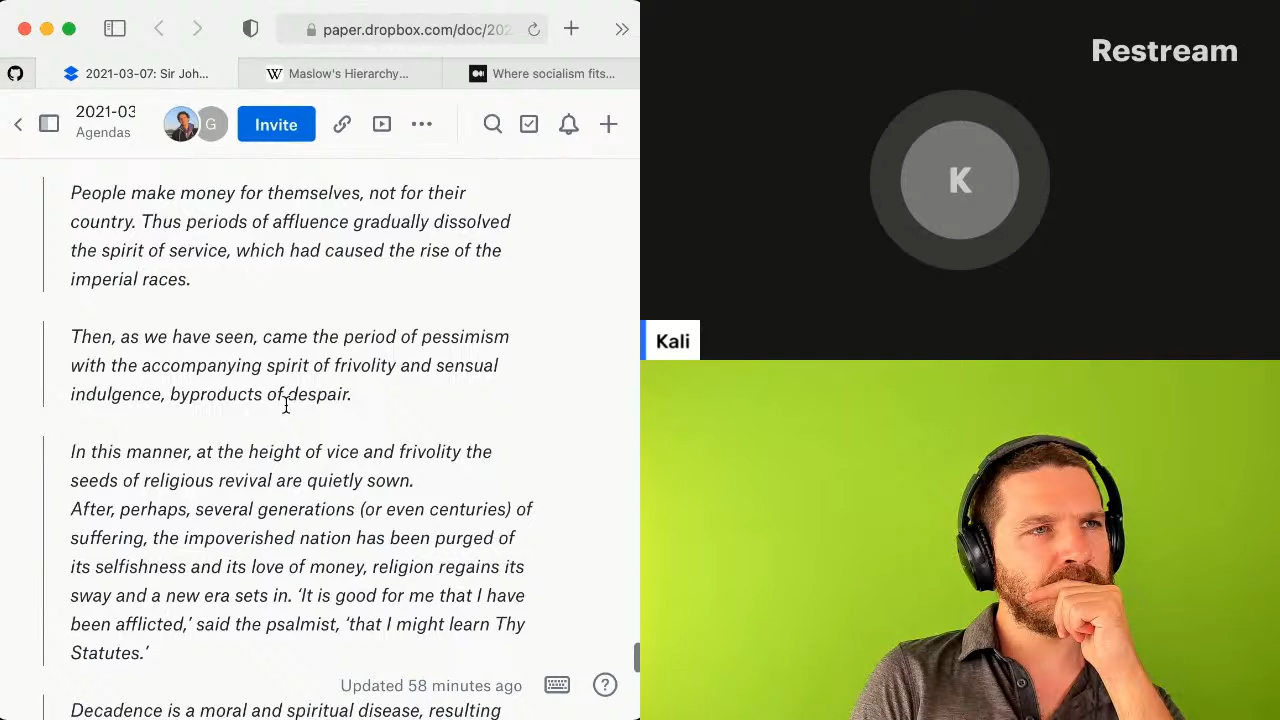 paper.dropbox.com/doc/202
2021-03-07: Sir Joh...
W Maslow's Hierarchy...
Where socialism fits...
2021-03
Agendas
G
Invite
People make money for themselves, not for their
country. Thus periods of affluence gradually dissolved
the spirit of service, which had caused the rise of the
imperial races.
Then, as we have seen, came the period of pessimism
with the accompanying spirit of frivolity and sensual
indulgence, byproducts of despair.
In this manner, at the height of vice and frivolity the
seeds of religious revival are quietly sown.
After, perhaps, several generations (or even centuries) of
suffering, the impoverished nation has been purged of
its selfishness and its love of money, religion regains its
sway and a new era sets in. ‘It is good for me that I have
been afflicted,’ said the psalmist, ‘that I might learn Thy
Statutes.’
Updated 58 minutes ago
?
Decadence is a moral and spiritual disease, resulting
Restream
K
Kali